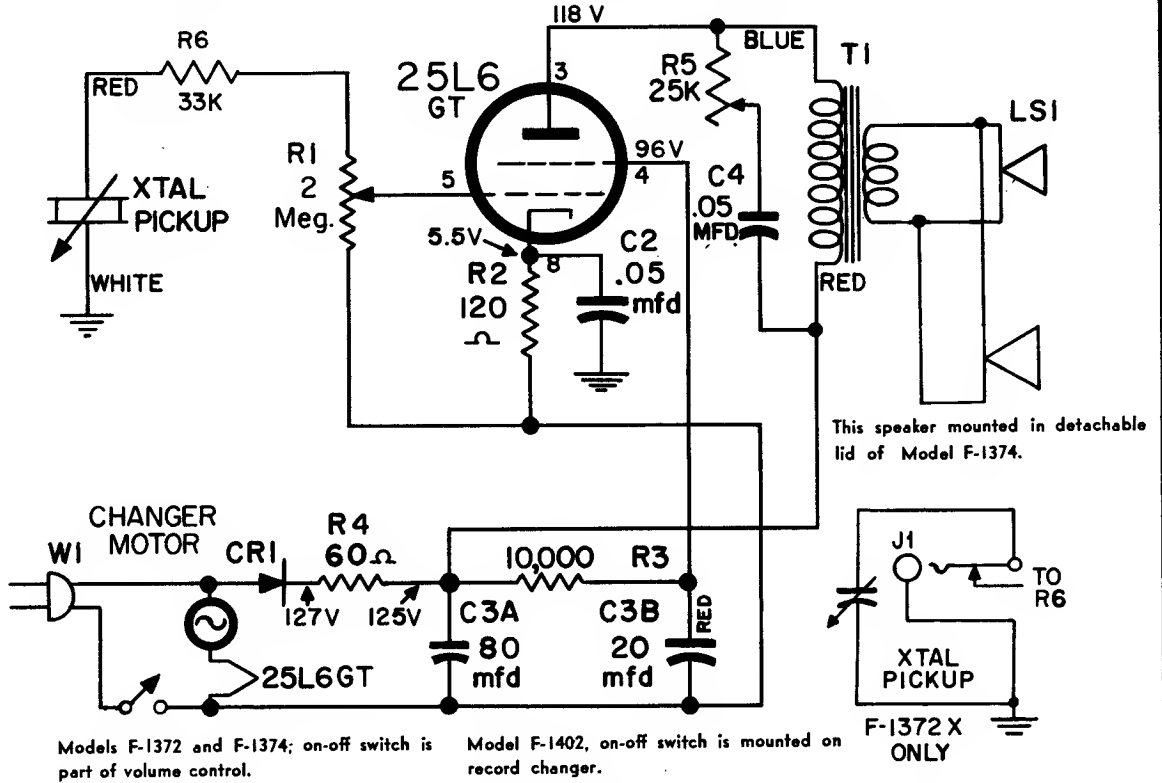 118 V
R6
RED
33K
25L6
GT
3
BLUE
R5
25K
T1
LS1
R1
2
Meg.
5
96V
4
XTAL
PICKUP
C4
.05
MFD
5.5V
8
C2
.05
mfd
R2
120
Ω
WHITE
RED
This speaker mounted in detachable
lid of Model F-1374.
CHANGER
MOTOR
W1
CR1
R4
60Ω
10,000
R3
127V
125V
C3A
80
mfd
C3B
20
mfd
RED
25L6GT
J1
TO
R6
XTAL
PICKUP
F-1372 X
ONLY
Models F-1372 and F-1374; on-off switch is
part of volume control.
Model F-1402, on-off switch is mounted on
record changer.